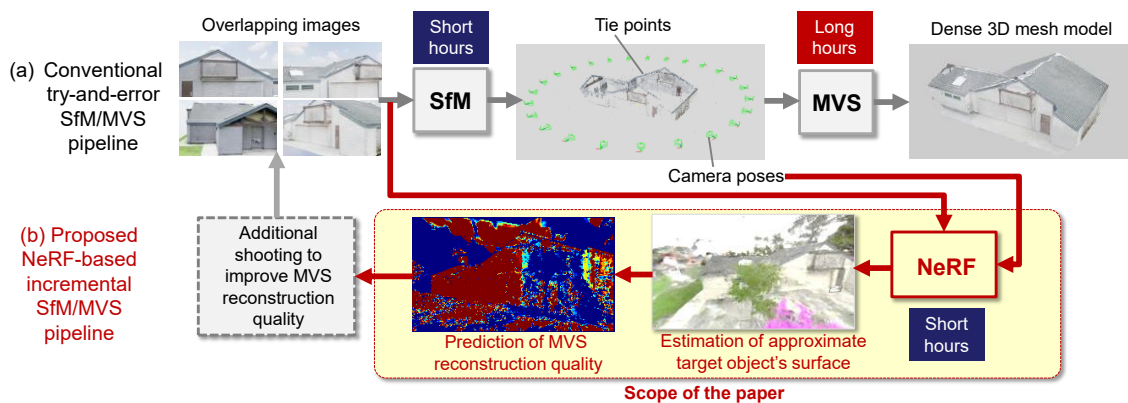 Overlapping images
Short
hours
Tie points
Long
hours
Dense 3D mesh model
(a) Conventional
try-and-error
SfM/MVS
pipeline
SfM
MVS
Camera poses
(b) Proposed
NeRF-based
incremental
SfM/MVS
pipeline
Additional
shooting to
improve MVS
reconstruction
quality
NeRF
Short
hours
Prediction of MVS
reconstruction quality
Estimation of approximate
target object's surface
Scope of the paper